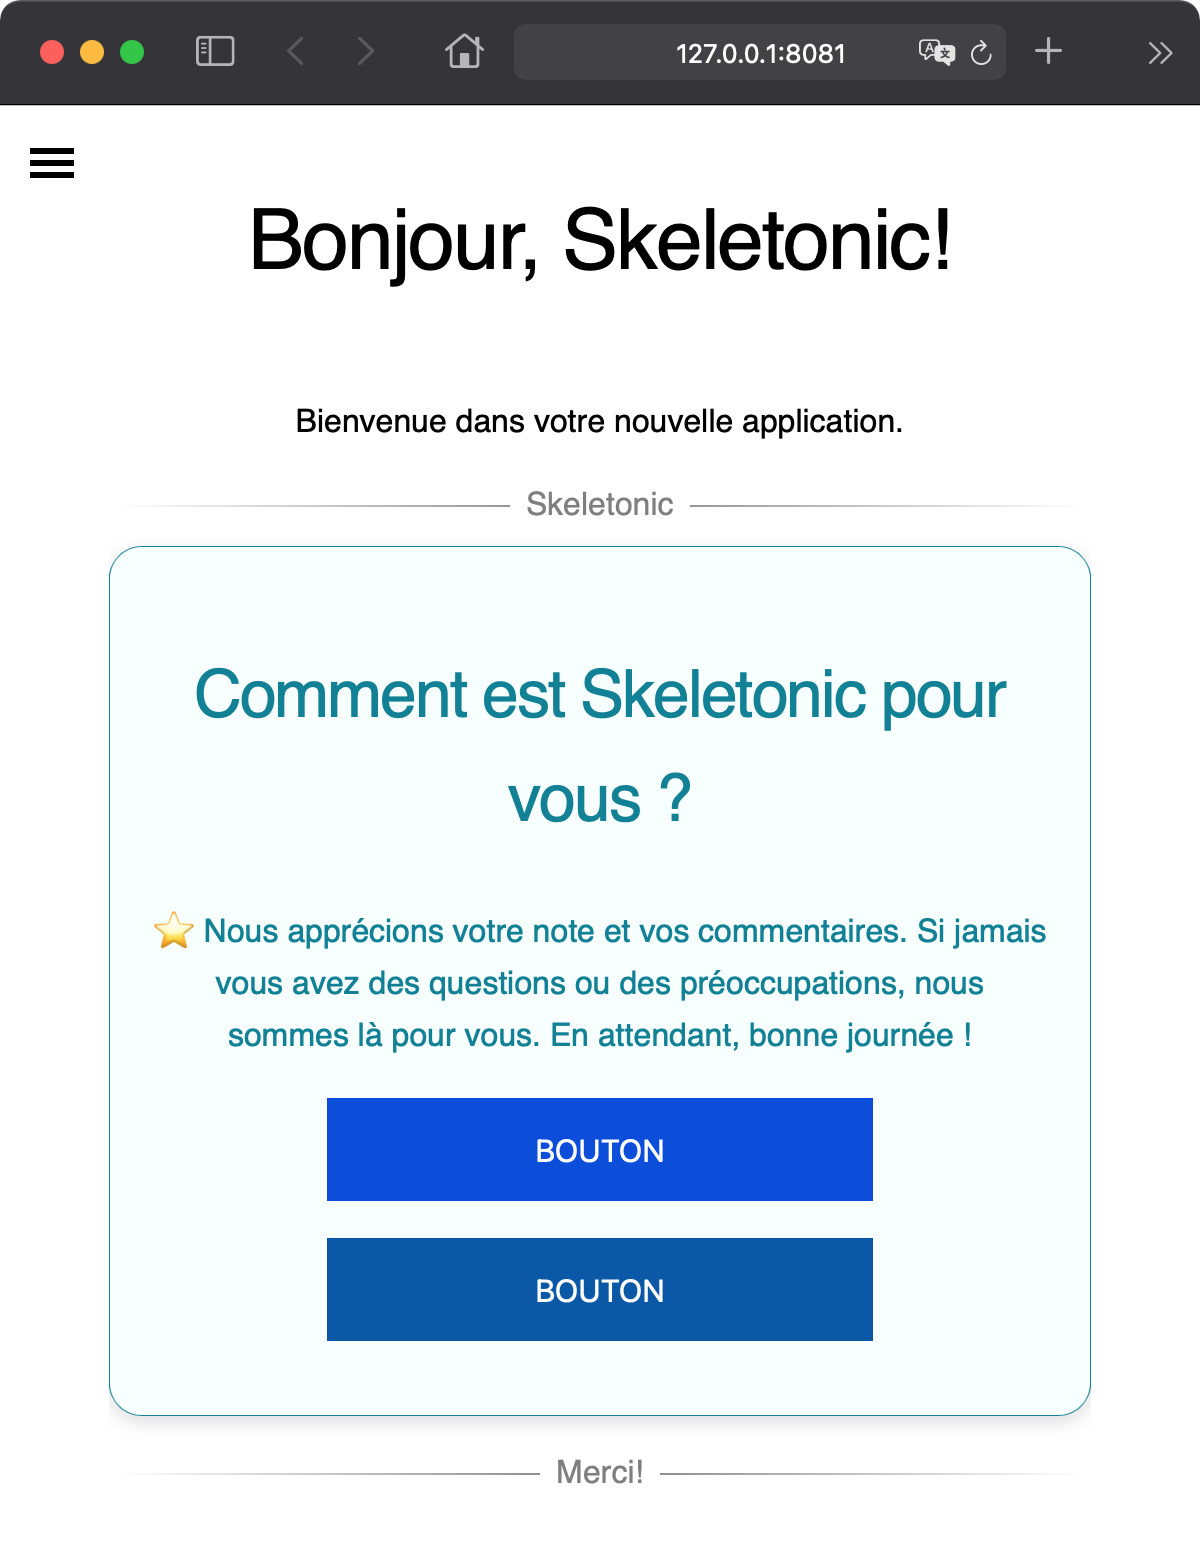 127.0.0.1:8081
Bonjour, Skeletonic!
Bienvenue dans votre nouvelle application.
Skeletonic
Comment est Skeletonic pour
vous ?
⭐ Nous apprécions votre note et vos commentaires. Si jamais
vous avez des questions ou des préoccupations, nous
sommes là pour vous. En attendant, bonne journée !
BOUTON
BOUTON
Merci!